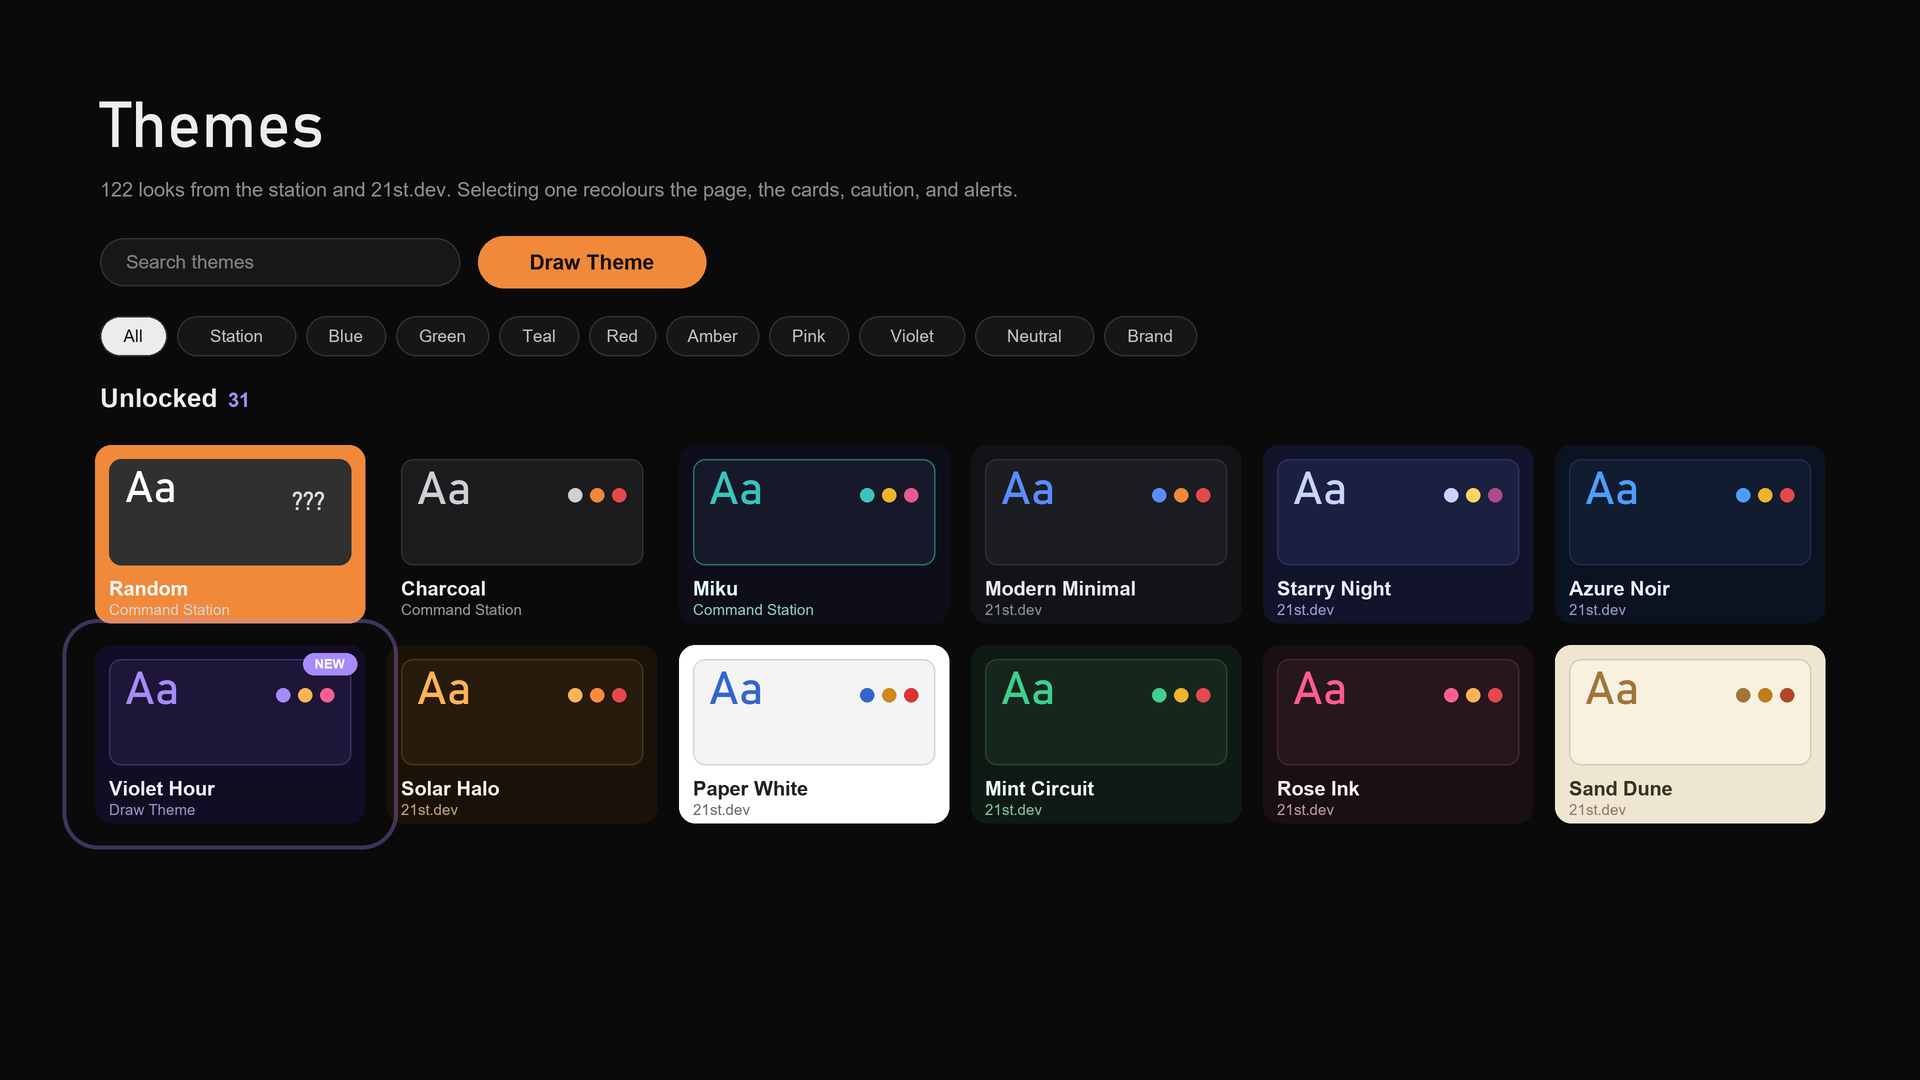 Themes
122 looks from the station and 21st.dev. Selecting one recolours the page, the cards, caution, and alerts.
Search themes
Draw Theme
All
Station
Blue
Green
Teal
Red
Amber
Pink
Violet
Neutral
Brand
Unlocked 31
Aa
???
Random
Command Station
Aa
Charcoal
Command Station
Aa
Miku
Command Station
Aa
Modern Minimal
21st.dev
Aa
Starry Night
21st.dev
Aa
Azure Noir
21st.dev
NEW
Aa
Violet Hour
Draw Theme
Aa
Solar Halo
21st.dev
Aa
Paper White
21st.dev
Aa
Mint Circuit
21st.dev
Aa
Rose Ink
21st.dev
Aa
Sand Dune
21st.dev